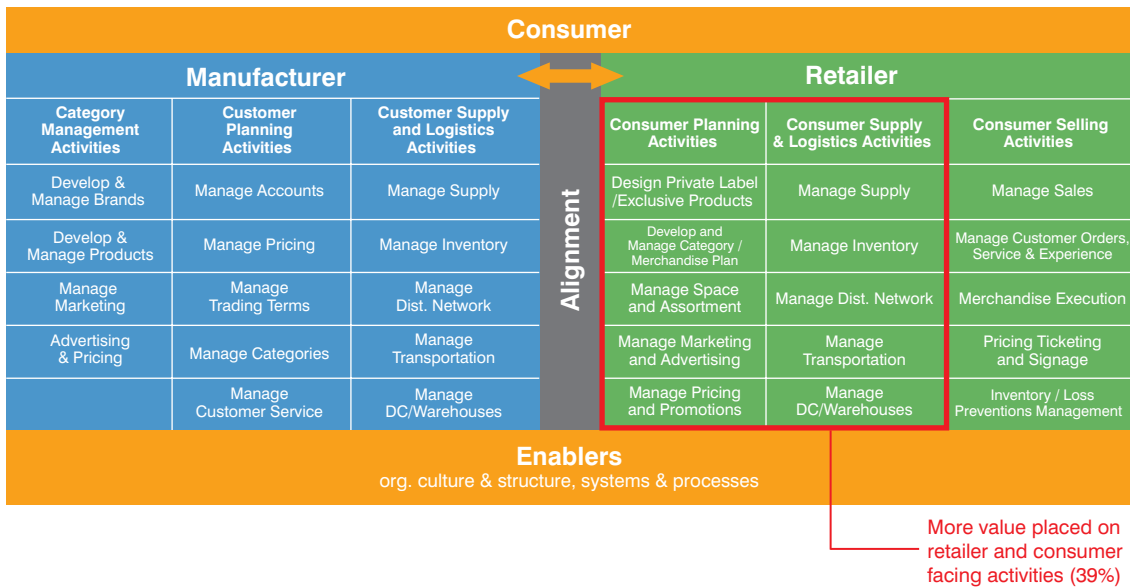 Consumer
Manufacturer
Retailer
Category
Management
Activities
Customer
Planning
Activities
Customer Supply
and Logistics
Activities
Alignment
Consumer Planning
Activities
Consumer Supply
& Logistics Activities
Consumer Selling
Activities
Develop &
Manage Brands
Manage Accounts
Manage Supply
Design Private Label
/Exclusive Products
Manage Supply
Manage Sales
Develop &
Manage Products
Manage Pricing
Manage Inventory
Develop and
Manage Category /
Merchandise Plan
Manage Inventory
Manage Customer Orders,
Service & Experience
Manage
Marketing
Manage
Trading Terms
Manage
Dist. Network
Manage Space
and Assortment
Manage Dist. Network
Merchandise Execution
Advertising
& Pricing
Manage Categories
Manage
Transportation
Manage Marketing
and Advertising
Manage
Transportation
Pricing Ticketing
and Signage
Manage
Customer Service
Manage
DC/Warehouses
Manage Pricing
and Promotions
Manage
DC/Warehouses
Inventory / Loss
Preventions Management
Enablers
org. culture & structure, systems & processes
More value placed on
retailer and consumer
facing activities (39%)